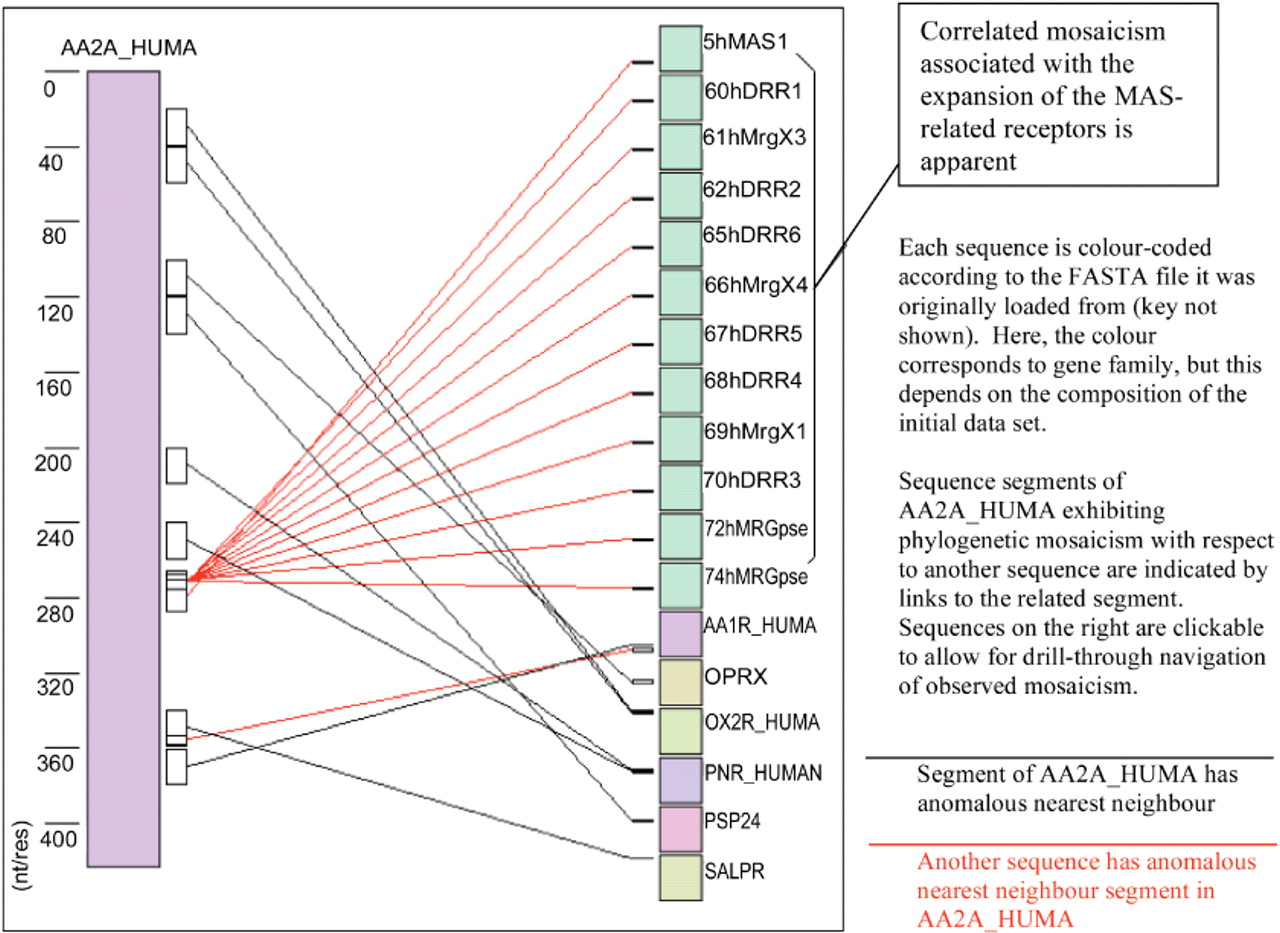 AA2A_HUMA
0
40
80
120
160
200
240
280
320
360
400
(nt/res)
5hMAS1
60hDRR1
61hMrgX3
62hDRR2
65hDRR6
66hMrgX4
67hDRR5
68hDRR4
69hMrgX1
70hDRR3
72hMRGpse
74hMRGpse
AA1R_HUMA
OPRX
OX2R_HUMA
PNR_HUMAN
PSP24
SALPR
Correlated mosaicism
associated with the
expansion of the MAS-
related receptors is
apparent
Each sequence is colour-coded
according to the FASTA file it was
originally loaded from (key not
shown). Here, the colour
corresponds to gene family, but this
depends on the composition of the
initial data set.
Sequence segments of
AA2A_HUMA exhibiting
phylogenetic mosaicism with respect
to another sequence are indicated by
links to the related segment.
Sequences on the right are clickable
to allow for drill-through navigation
of observed mosaicism.
Segment of AA2A_HUMA has
anomalous nearest neighbour
Another sequence has anomalous
nearest neighbour segment in
AA2A_HUMA